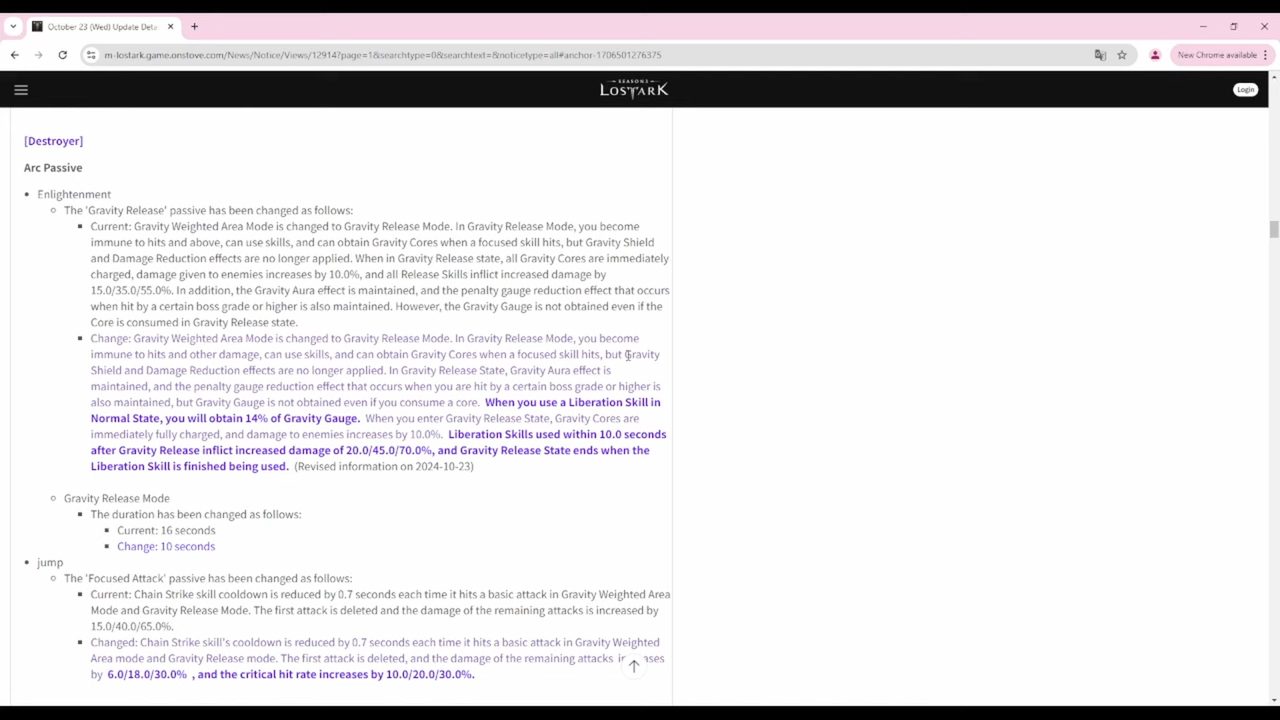 October 23 (Wed) Update Deta
m-lostark.game.onstove.com/News/Notice/Views/12914?page=1&searchtype=0&searchtext=&noticetype=all#anchor-1706501276375
New Chrome available
SEASON3
LOSTARK
Login
[Destroyer]
Arc Passive
Enlightenment
The 'Gravity Release' passive has been changed as follows:
Current: Gravity Weighted Area Mode is changed to Gravity Release Mode. In Gravity Release Mode, you become
immune to hits and above, can use skills, and can obtain Gravity Cores when a focused skill hits, but Gravity Shield
and Damage Reduction effects are no longer applied. When in Gravity Release state, all Gravity Cores are immediately
charged, damage given to enemies increases by 10.0%, and all Release Skills inflict increased damage by
15.0/35.0/55.0%. In addition, the Gravity Aura effect is maintained, and the penalty gauge reduction effect that occurs
when hit by a certain boss grade or higher is also maintained. However, the Gravity Gauge is not obtained even if the
Core is consumed in Gravity Release state.
Change: Gravity Weighted Area Mode is changed to Gravity Release Mode. In Gravity Release Mode, you become
immune to hits and other damage, can use skills, and can obtain Gravity Cores when a focused skill hits, but Gravity
Shield and Damage Reduction effects are no longer applied. In Gravity Release State, Gravity Aura effect is
maintained, and the penalty gauge reduction effect that occurs when you are hit by a certain boss grade or higher is
also maintained, but Gravity Gauge is not obtained even if you consume a core. When you use a Liberation Skill in
Normal State, you will obtain 14% of Gravity Gauge. When you enter Gravity Release State, Gravity Cores are
immediately fully charged, and damage to enemies increases by 10.0%. Liberation Skills used within 10.0 seconds
after Gravity Release inflict increased damage of 20.0/45.0/70.0%, and Gravity Release State ends when the
Liberation Skill is finished being used. (Revised information on 2024-10-23)
Gravity Release Mode
The duration has been changed as follows:
Current: 16 seconds
Change: 10 seconds
jump
The 'Focused Attack' passive has been changed as follows:
Current: Chain Strike skill cooldown is reduced by 0.7 seconds each time it hits a basic attack in Gravity Weighted Area
Mode and Gravity Release Mode. The first attack is deleted and the damage of the remaining attacks is increased by
15.0/40.0/65.0%.
Changed: Chain Strike skill's cooldown is reduced by 0.7 seconds each time it hits a basic attack in Gravity Weighted
Area mode and Gravity Release mode. The first attack is deleted, and the damage of the remaining attacks increases
by 6.0/18.0/30.0% , and the critical hit rate increases by 10.0/20.0/30.0%.